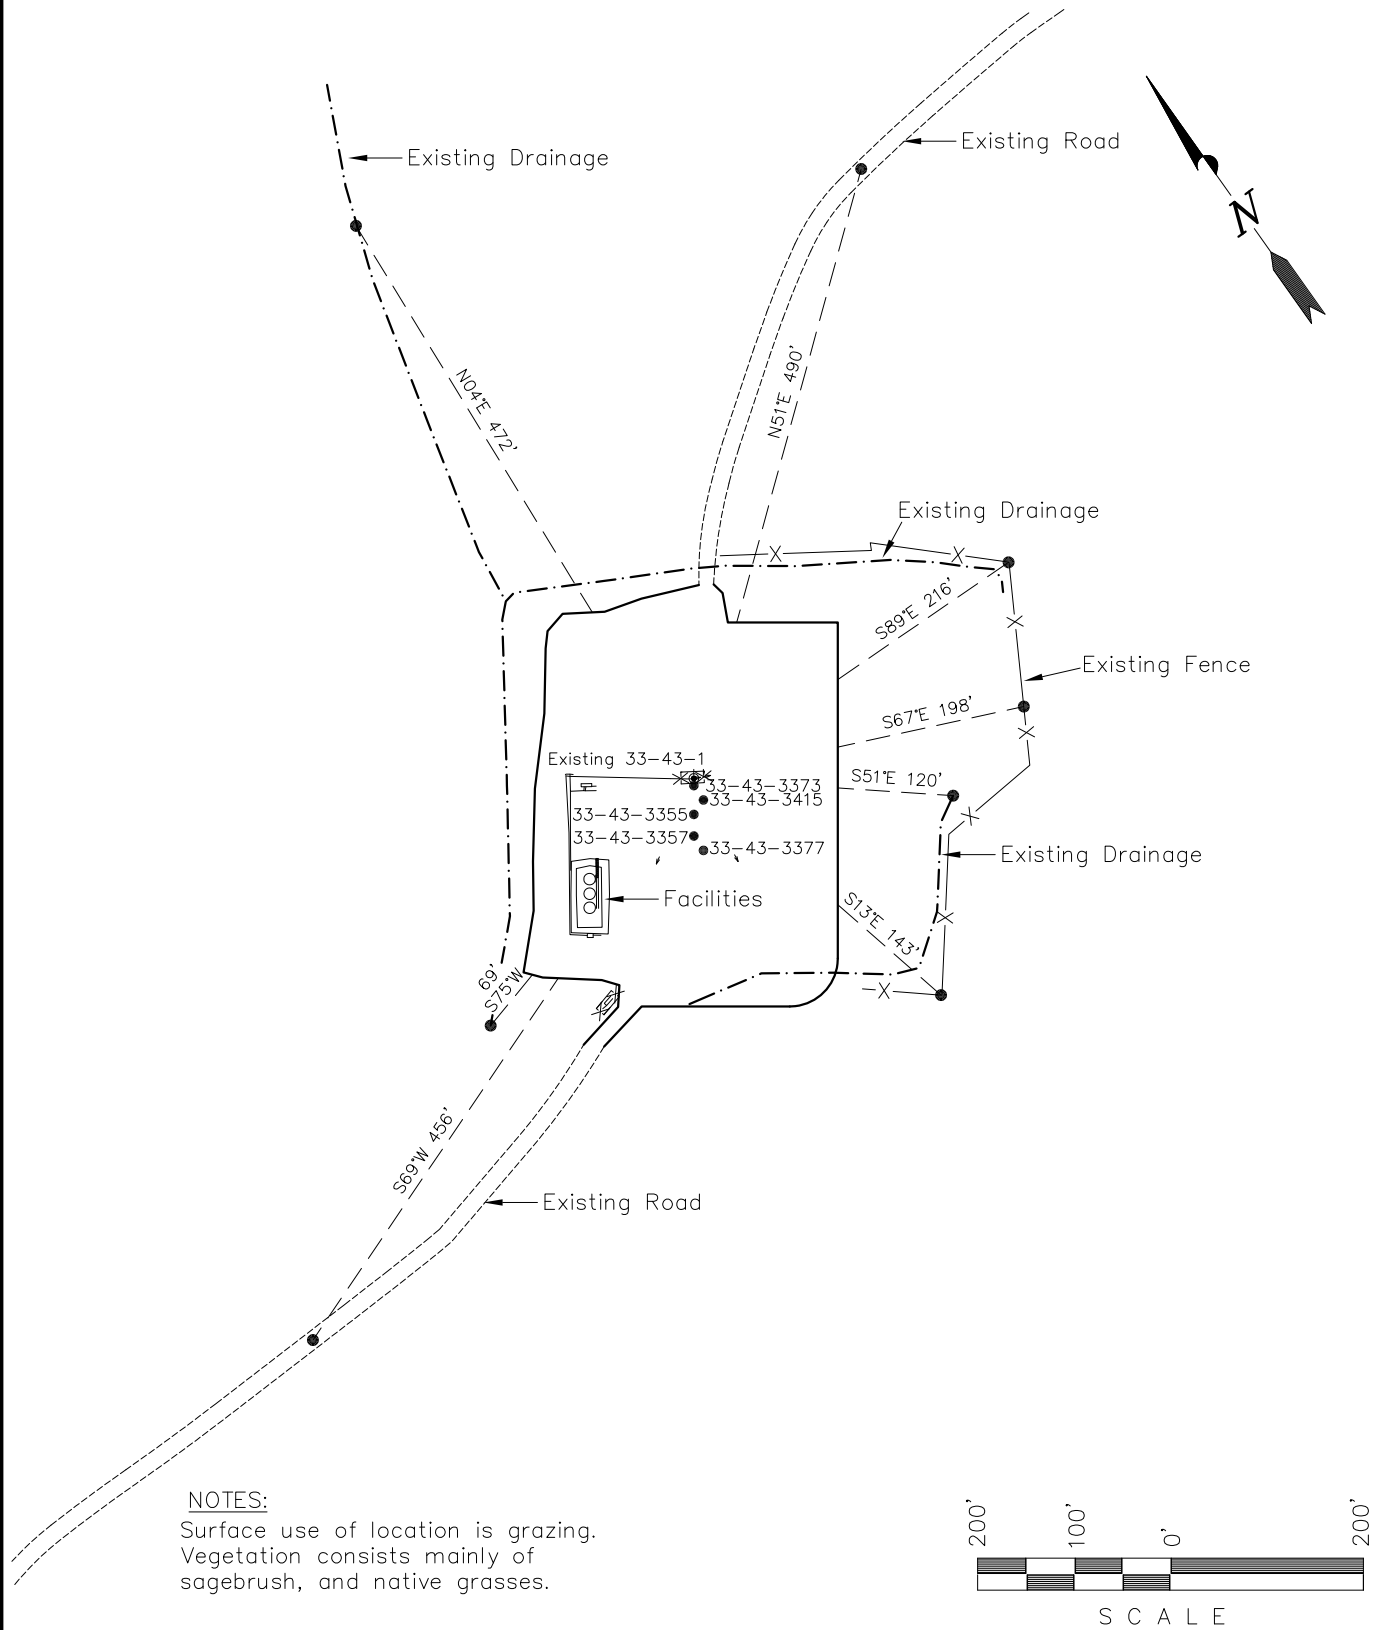 Existing Road
Existing Drainage
N
N04°E 472'
N51°E 490'
Existing Drainage
S89°E 216'
Existing Fence
S67°E 198'
Existing 33-43-1
S51°E 120'
33-43-3373
33-43-3415
33-43-3355
33-43-3357
33-43-3377
Existing Drainage
Facilities
S13°E 143'
69'
S75°W
S69°W 456'
Existing Road
NOTES:
Surface use of location is grazing.
Vegetation consists mainly of
sagebrush, and native grasses.
200'
100'
0'
200'
SCALE